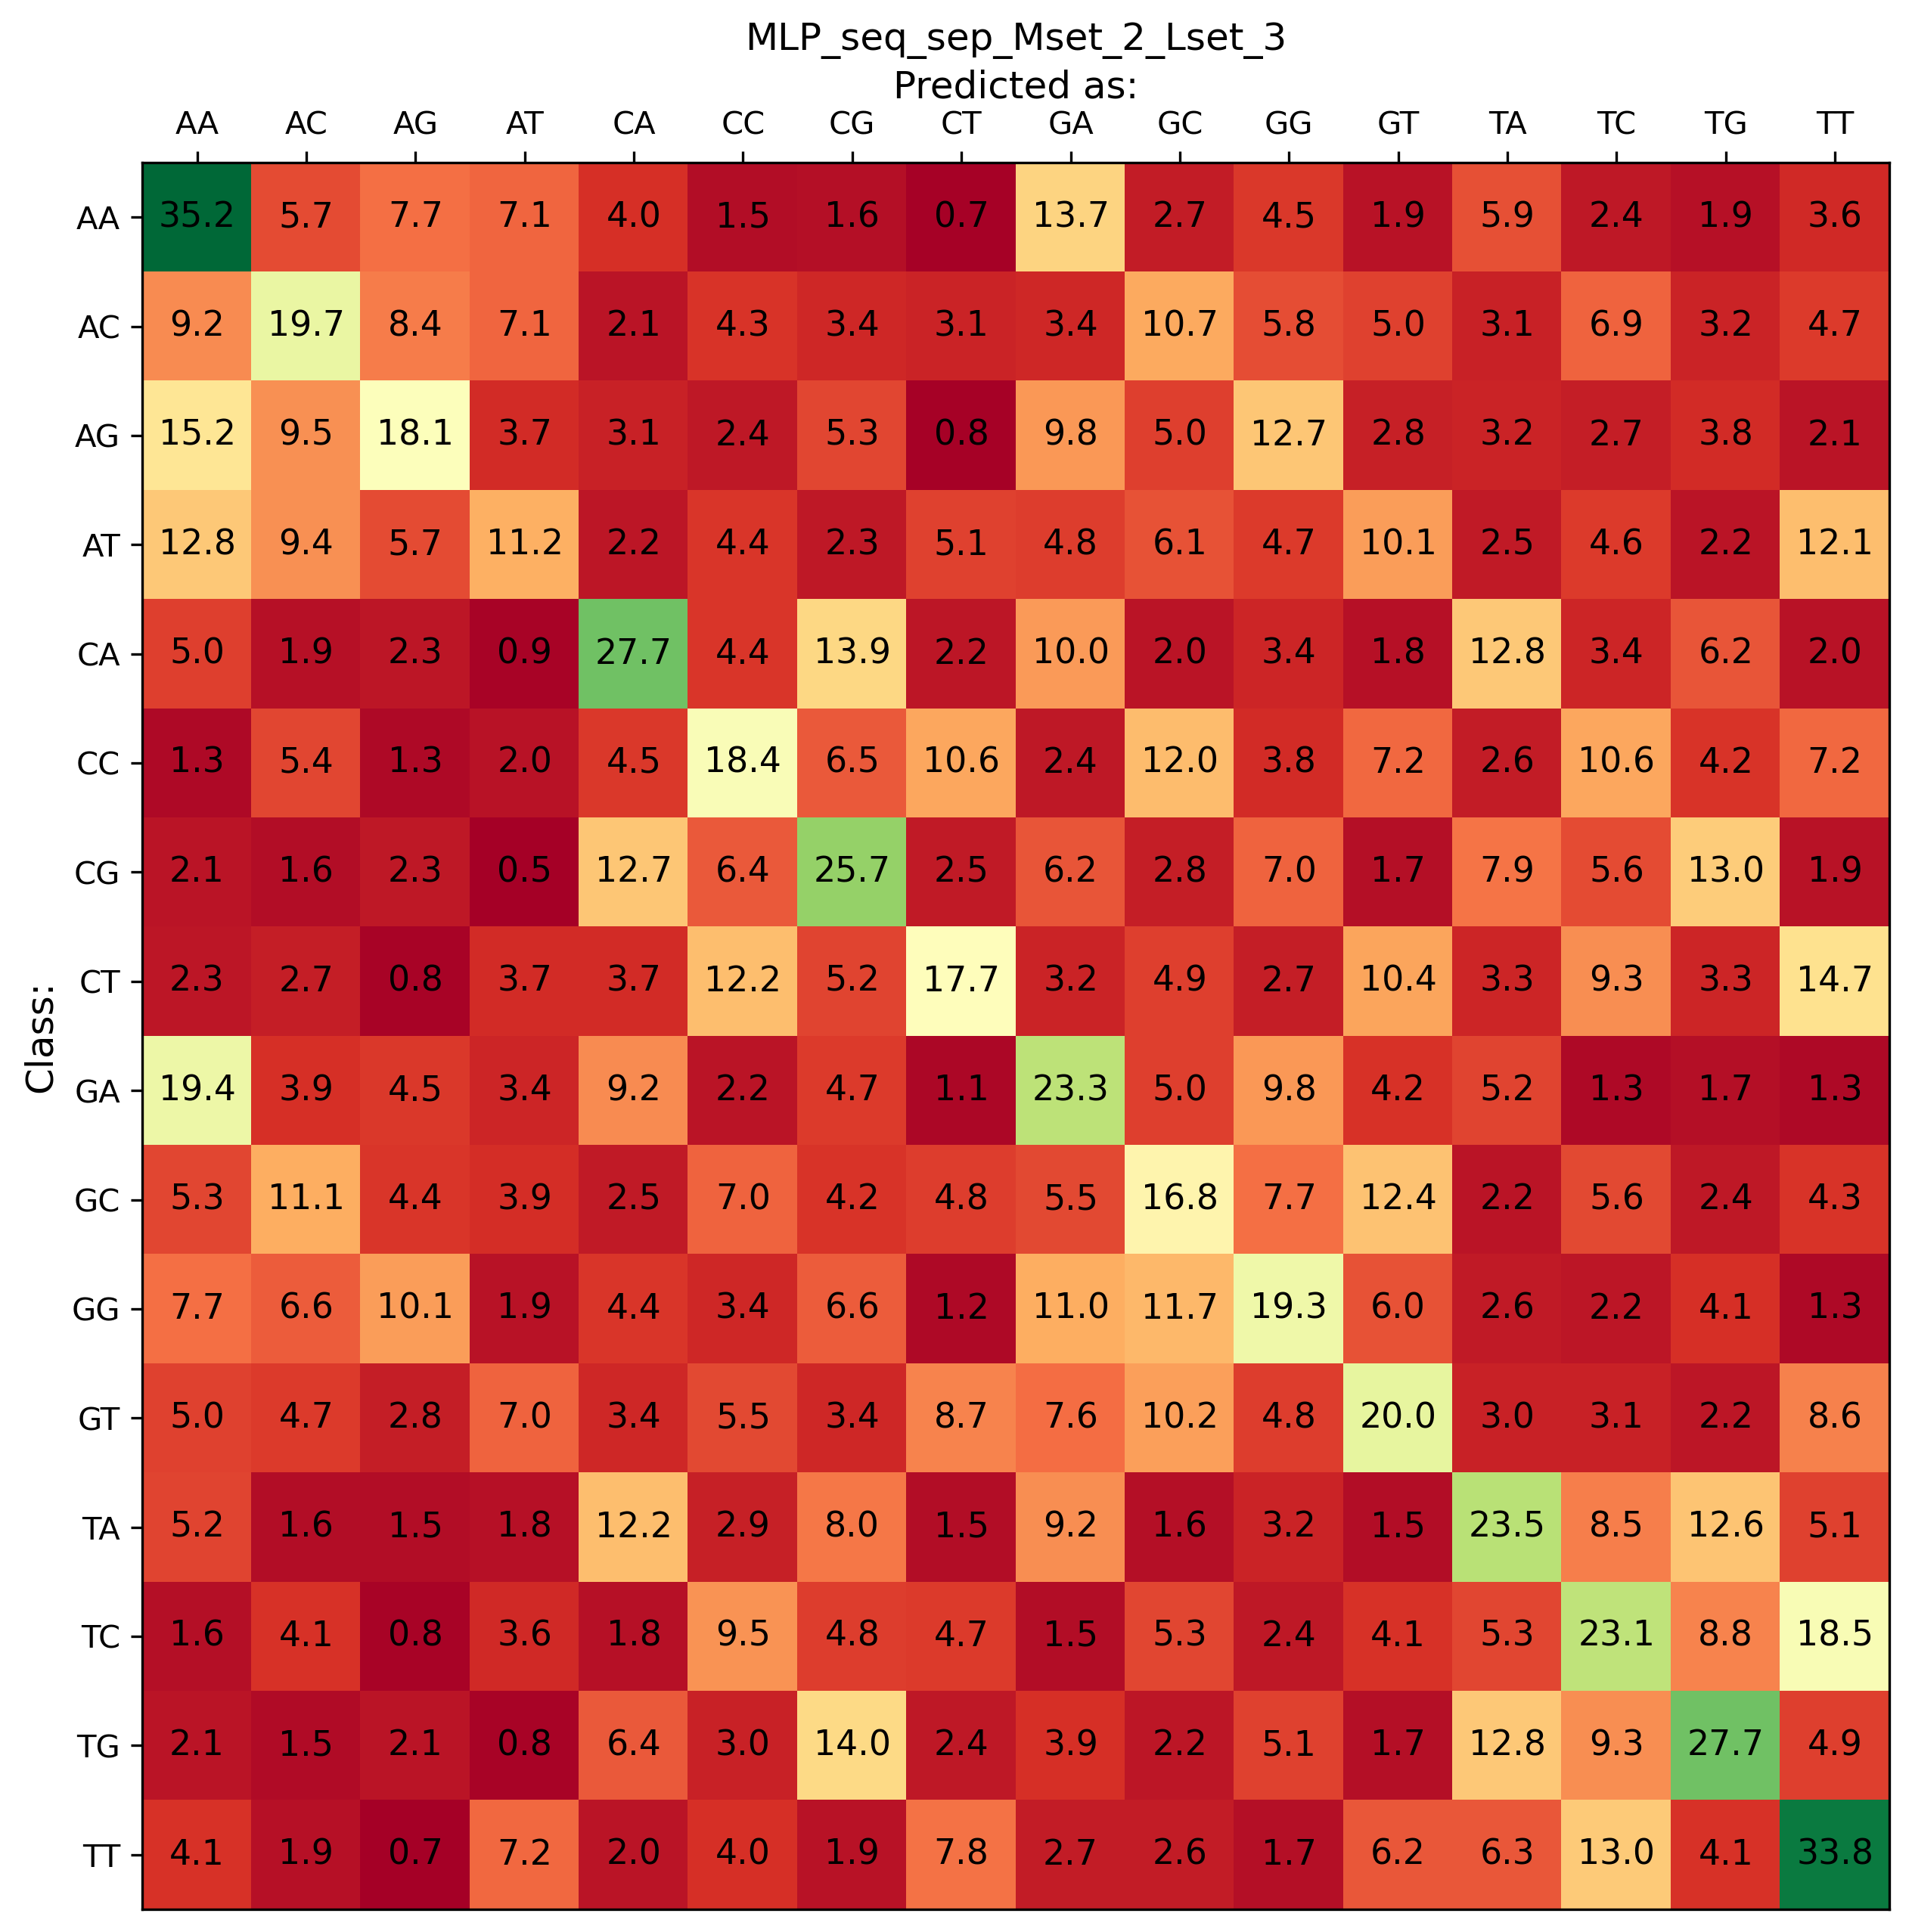 MLP_seq_sep_Mset_2_Lset_3
Predicted as:
AA AC AG AT CA CC CG CT GA GC GG GT TA TC TG TT
AA 35.2 5.7 7.7 7.1 4.0 1.5 1.6 0.7 13.7 2.7 4.5 1.9 5.9 2.4 1.9 3.6
AC 9.2 19.7 8.4 7.1 2.1 4.3 3.4 3.1 3.4 10.7 5.8 5.0 3.1 6.9 3.2 4.7
AG 15.2 9.5 18.1 3.7 3.1 2.4 5.3 0.8 9.8 5.0 12.7 2.8 3.2 2.7 3.8 2.1
AT 12.8 9.4 5.7 11.2 2.2 4.4 2.3 5.1 4.8 6.1 4.7 10.1 2.5 4.6 2.2 12.1
CA 5.0 1.9 2.3 0.9 27.7 4.4 13.9 2.2 10.0 2.0 3.4 1.8 12.8 3.4 6.2 2.0
CC 1.3 5.4 1.3 2.0 4.5 18.4 6.5 10.6 2.4 12.0 3.8 7.2 2.6 10.6 4.2 7.2
CG 2.1 1.6 2.3 0.5 12.7 6.4 25.7 2.5 6.2 2.8 7.0 1.7 7.9 5.6 13.0 1.9
CT 2.3 2.7 0.8 3.7 3.7 12.2 5.2 17.7 3.2 4.9 2.7 10.4 3.3 9.3 3.3 14.7
Class:
GA 19.4 3.9 4.5 3.4 9.2 2.2 4.7 1.1 23.3 5.0 9.8 4.2 5.2 1.3 1.7 1.3
GC 5.3 11.1 4.4 3.9 2.5 7.0 4.2 4.8 5.5 16.8 7.7 12.4 2.2 5.6 2.4 4.3
GG 7.7 6.6 10.1 1.9 4.4 3.4 6.6 1.2 11.0 11.7 19.3 6.0 2.6 2.2 4.1 1.3
GT 5.0 4.7 2.8 7.0 3.4 5.5 3.4 8.7 7.6 10.2 4.8 20.0 3.0 3.1 2.2 8.6
TA 5.2 1.6 1.5 1.8 12.2 2.9 8.0 1.5 9.2 1.6 3.2 1.5 23.5 8.5 12.6 5.1
TC 1.6 4.1 0.8 3.6 1.8 9.5 4.8 4.7 1.5 5.3 2.4 4.1 5.3 23.1 8.8 18.5
TG 2.1 1.5 2.1 0.8 6.4 3.0 14.0 2.4 3.9 2.2 5.1 1.7 12.8 9.3 27.7 4.9
TT 4.1 1.9 0.7 7.2 2.0 4.0 1.9 7.8 2.7 2.6 1.7 6.2 6.3 13.0 4.1 33.8